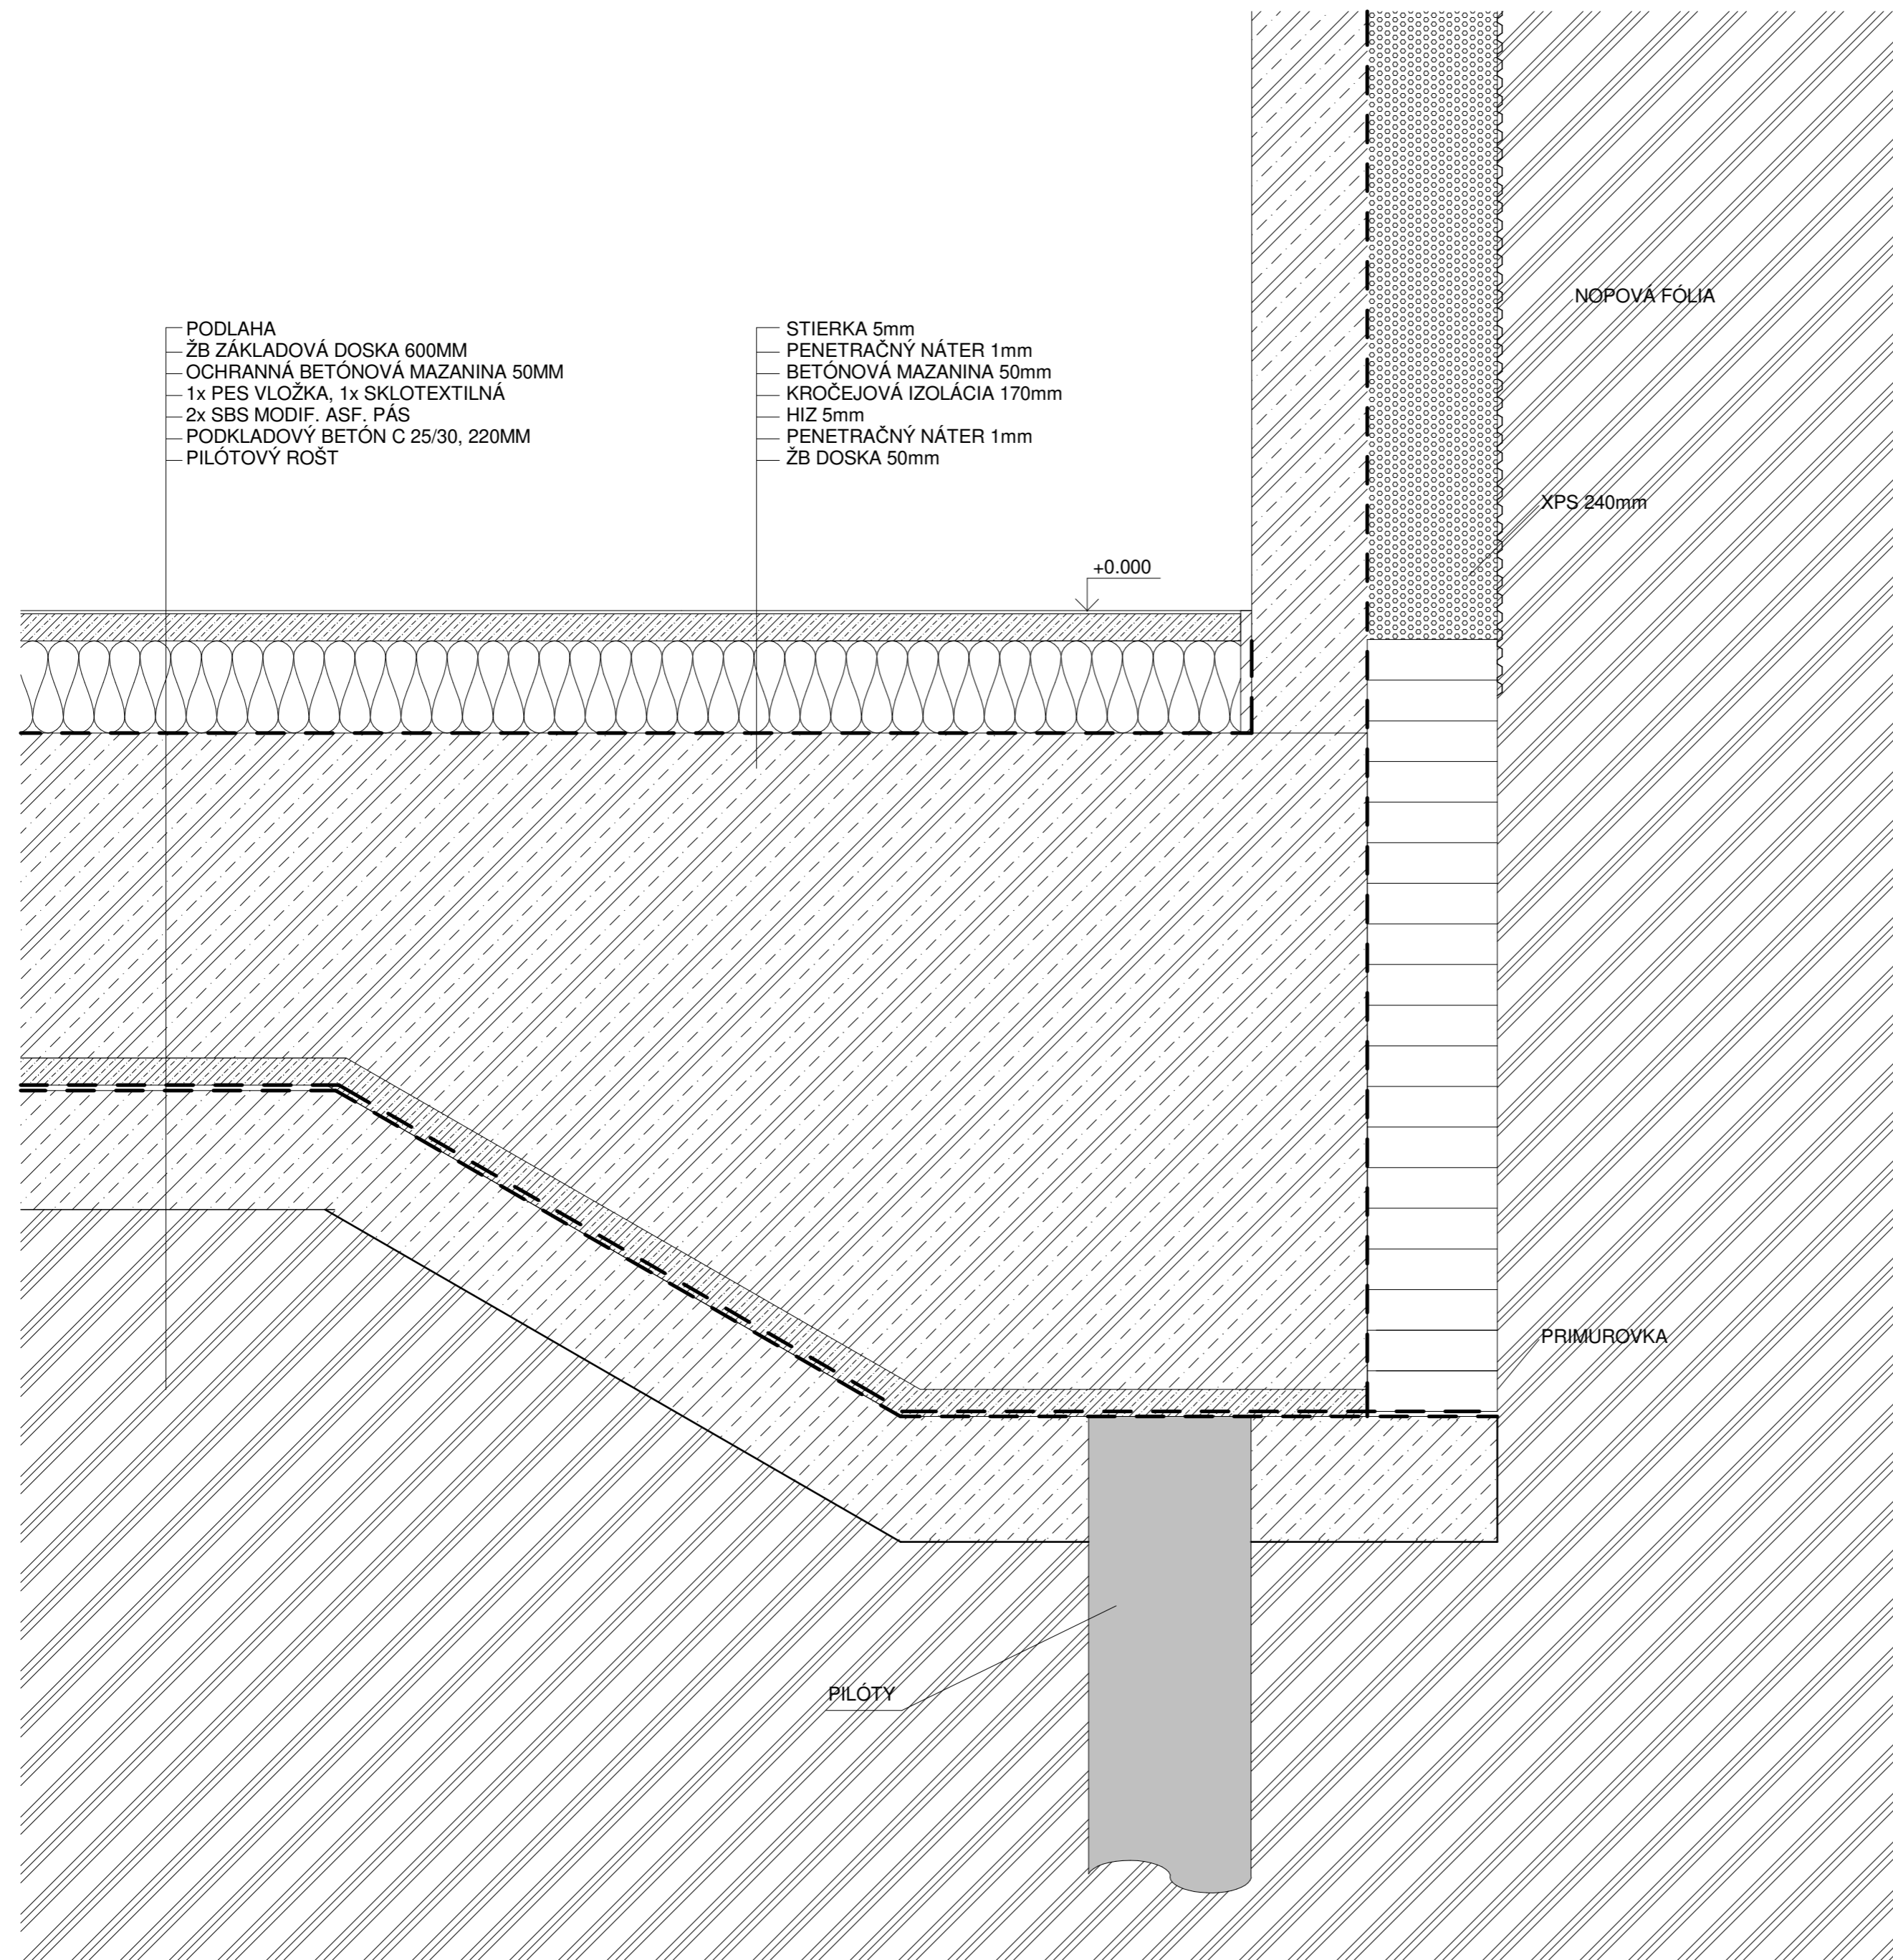 PODLAHA
ŽB ZÁKLADOVÁ DOSKA 600MM
OCHRANNÁ BETÓNOVÁ MAZANINA 50MM
1x PES VLOŽKA, 1x SKLOTEXTILNÁ
2x SBS MODIF. ASF. PÁS
PODKLADOVÝ BETÓN C 25/30, 220MM
PILÓTOVÝ ROŠT
STIERKA 5mm
PENETRAČNÝ NÁTER 1mm
BETÓNOVÁ MAZANINA 50mm
KROČEJOVÁ IZOLÁCIA 170mm
HIZ 5mm
PENETRAČNÝ NÁTER 1mm
ŽB DOSKA 50mm
NOPOVÁ FÓLIA
XPS 240mm
+0.000
PRIMUROVKA
PILÓTY